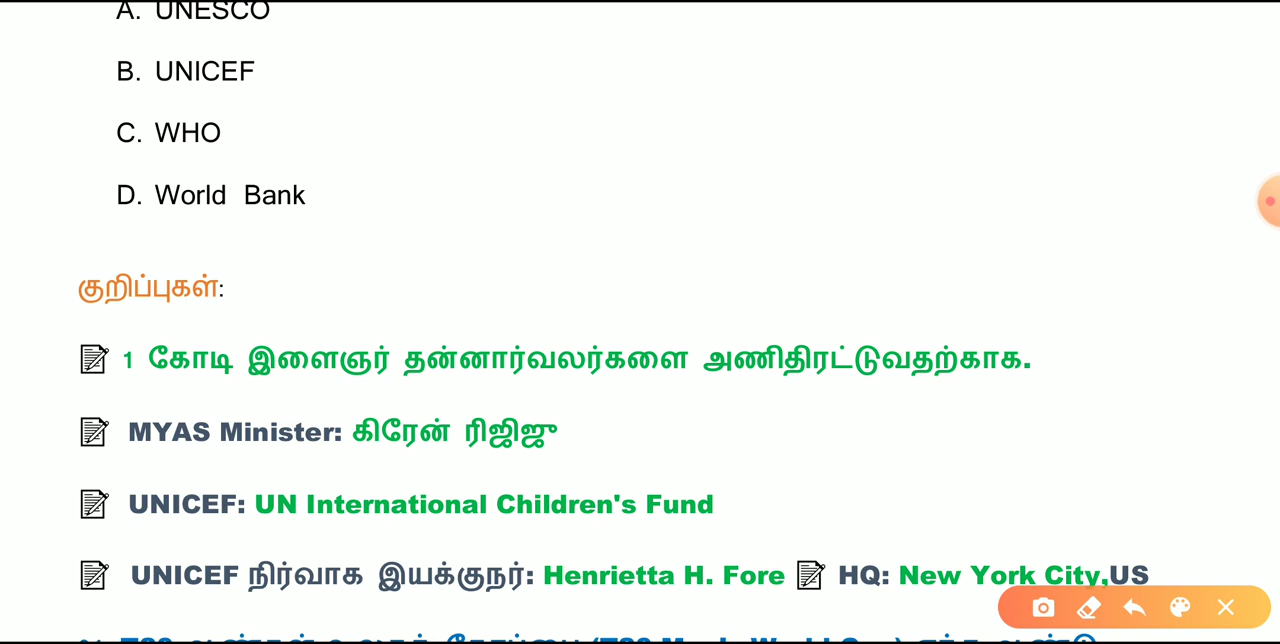 A. UNESCO
B. UNICEF
C. WHO
D. World Bank
குறிப்புகள்:
1 கோடி இளைஞர் தன்னார்வலர்களை அணிதிரட்டுவதற்காக.
MYAS Minister: கிரேன் ரிஜிஜு
UNICEF: UN International Children's Fund
UNICEF நிர்வாக இயக்குநர்: Henrietta H. Fore HQ: New York City,US